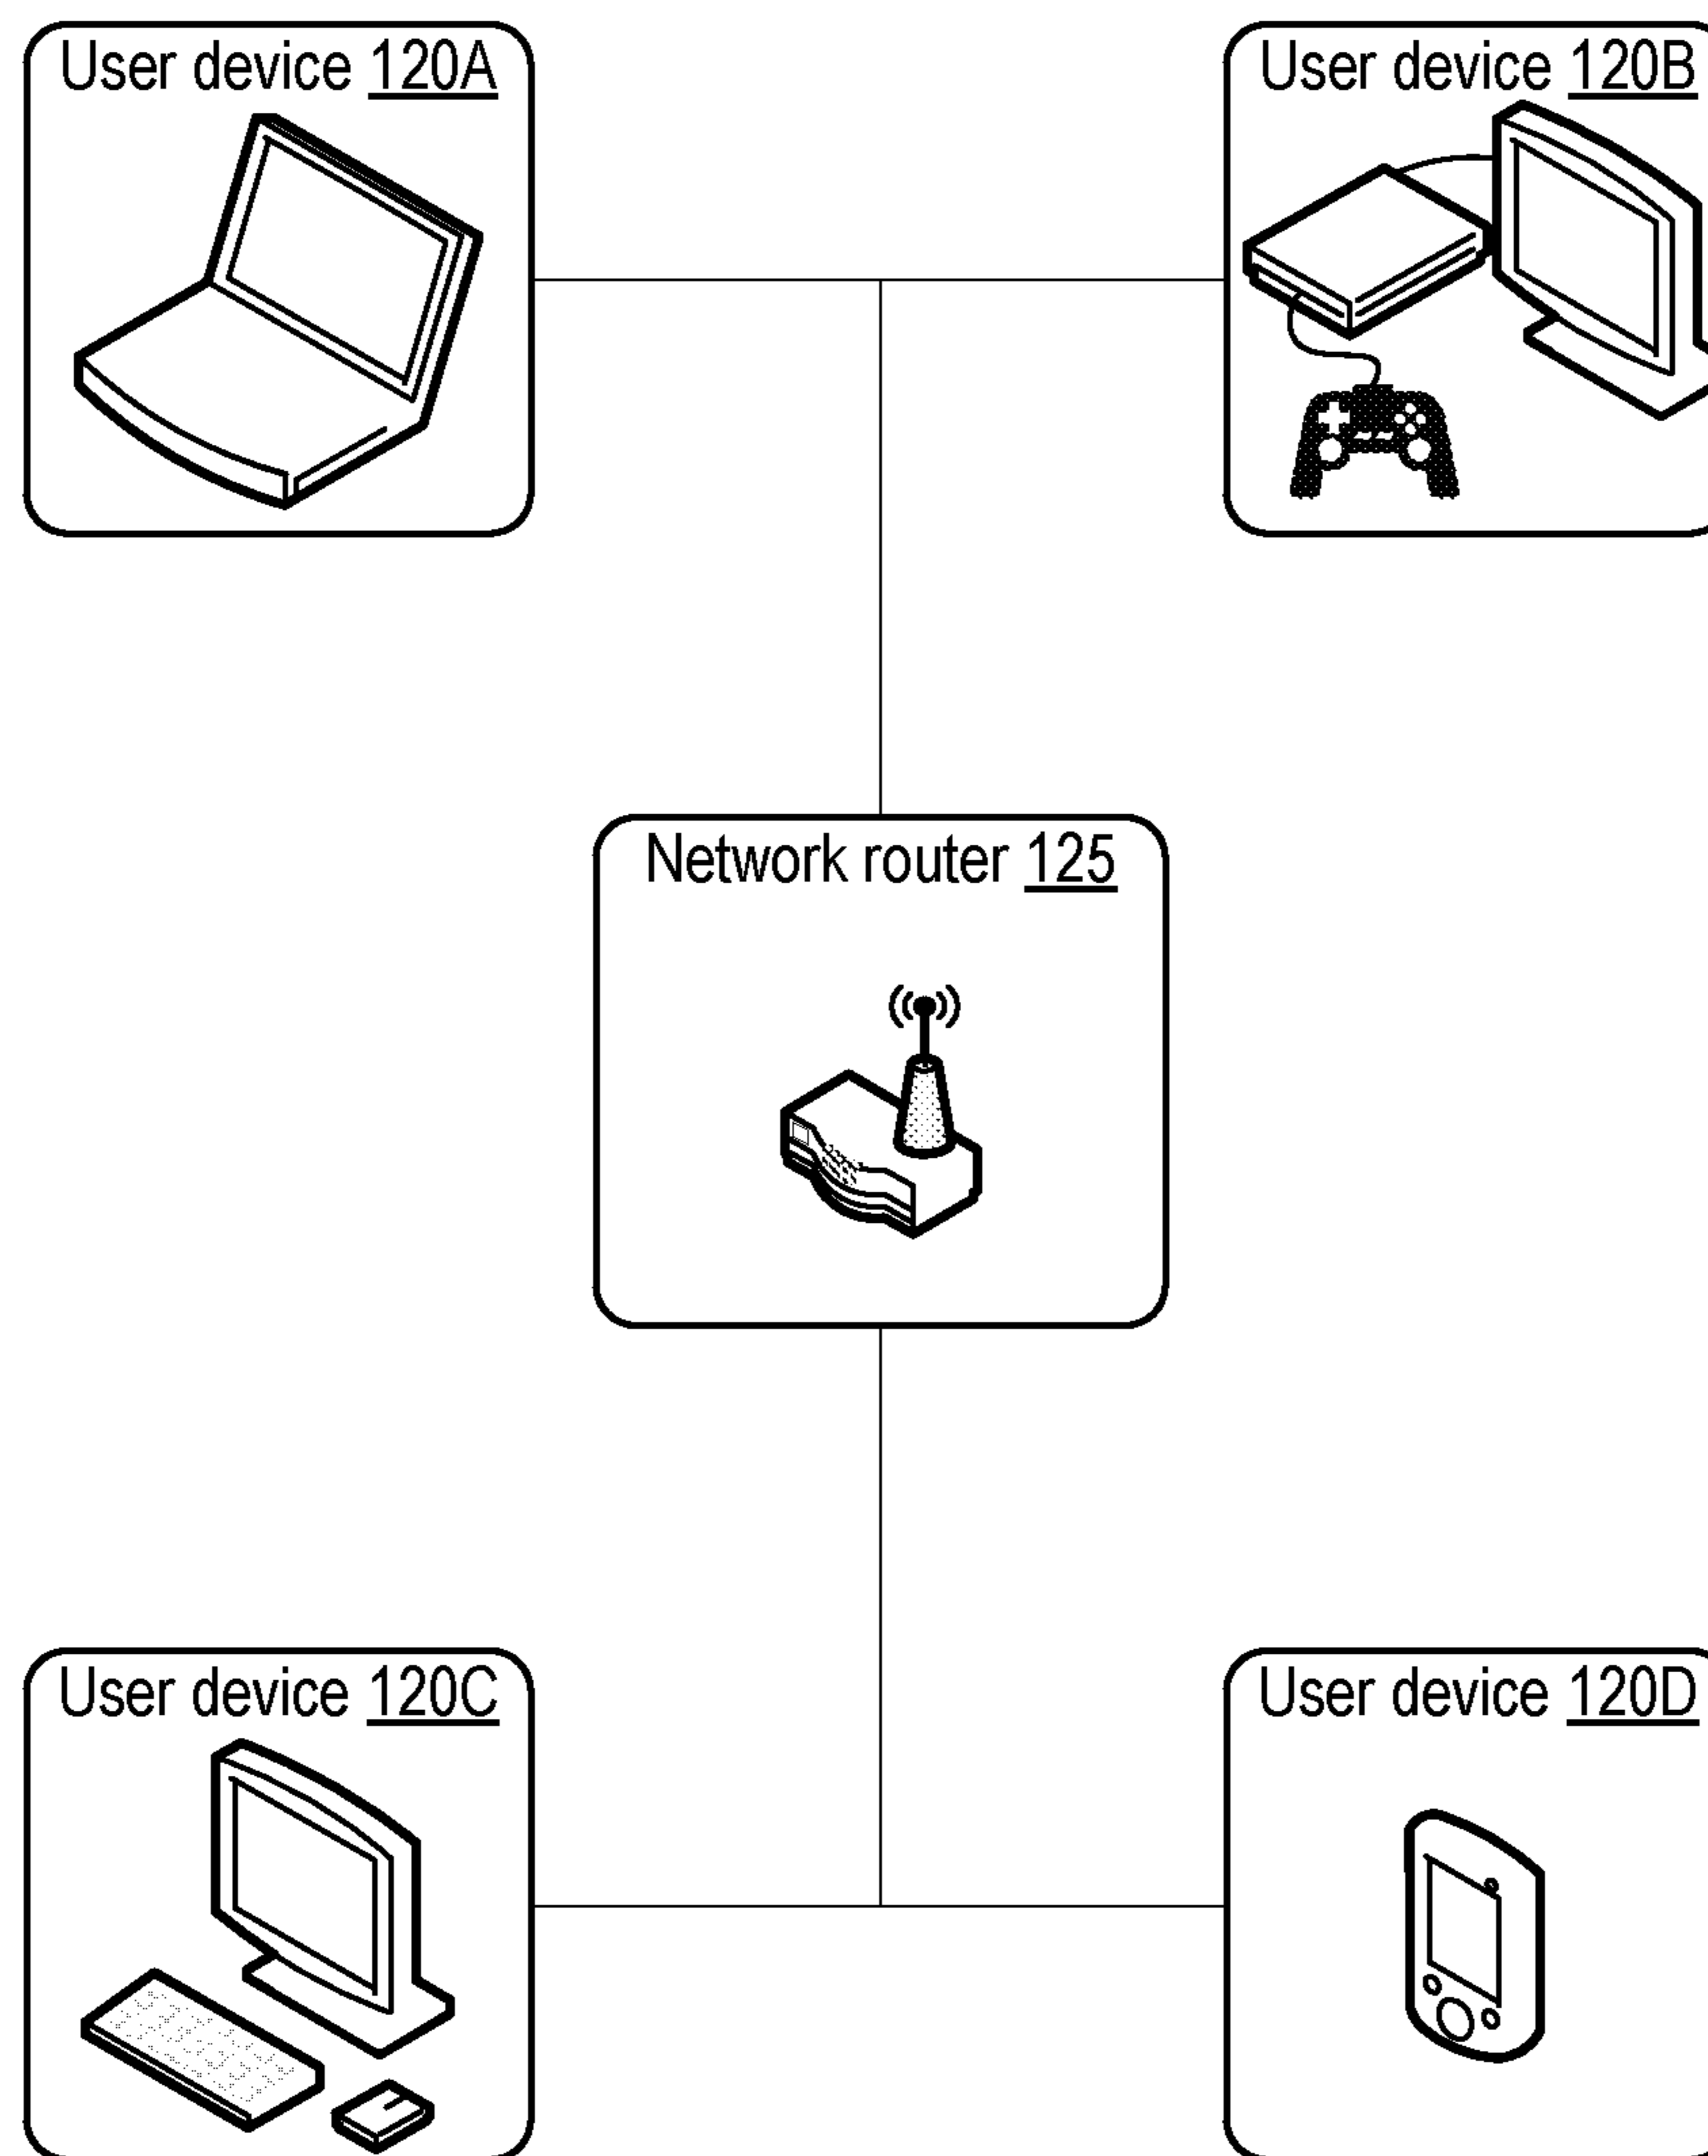 User device 120A
User device 120B
Network router 125
User device 120C
User device 120D